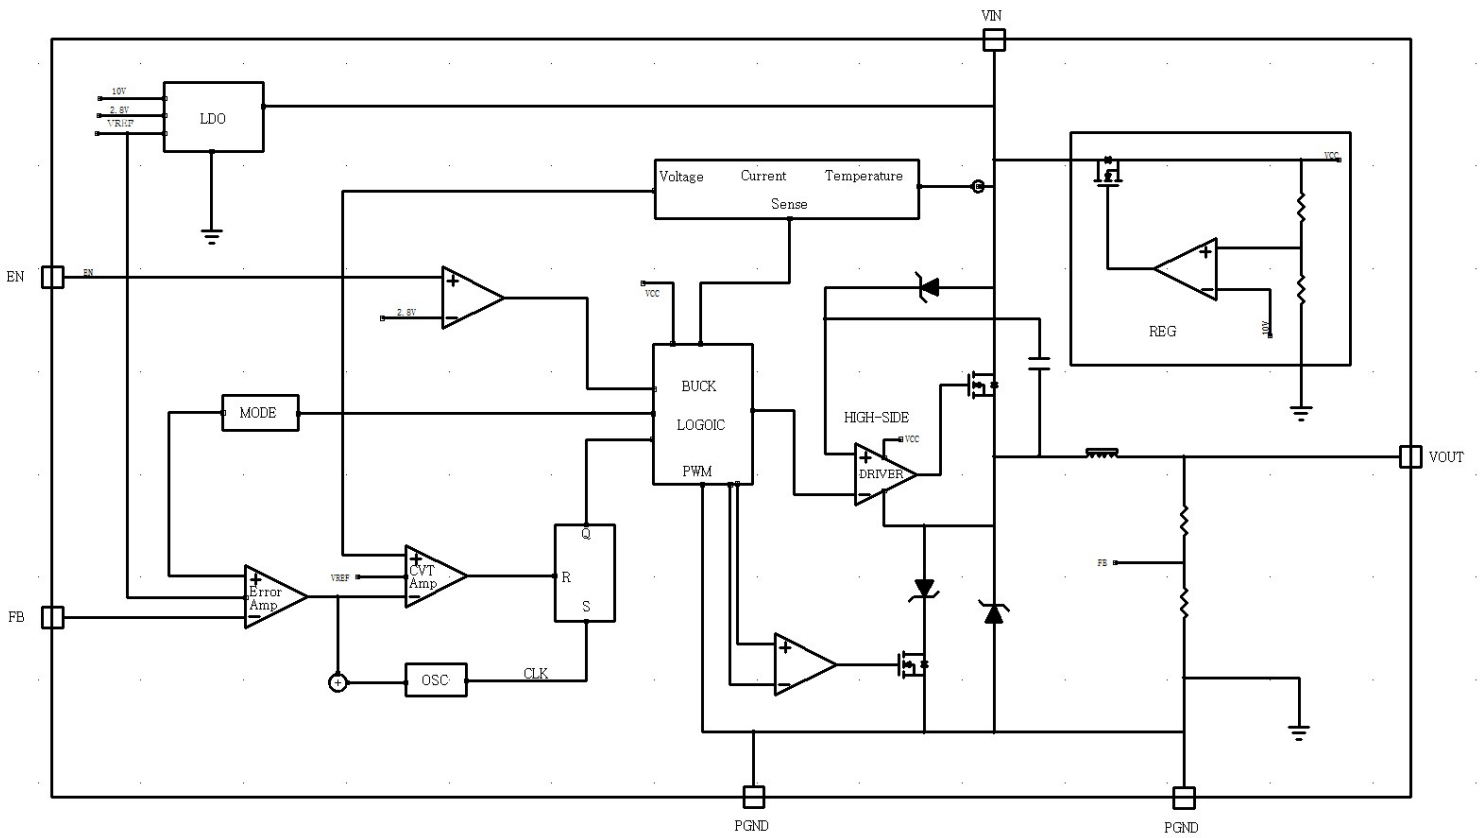 VIN
10V
2.8V
VREF
LDO
VCC
Voltage Current Temperature
Sense
EN
EN
VCC
2.8V
10V
REG
BUCK
MODE
HIGH-SIDE
LOGOIC
VCC
VOUT
PWM
DRIVER
Q
FB
CVT
VREF
R
Amp
Error
Amp
S
FB
CLK
OSC
PGND
PGND